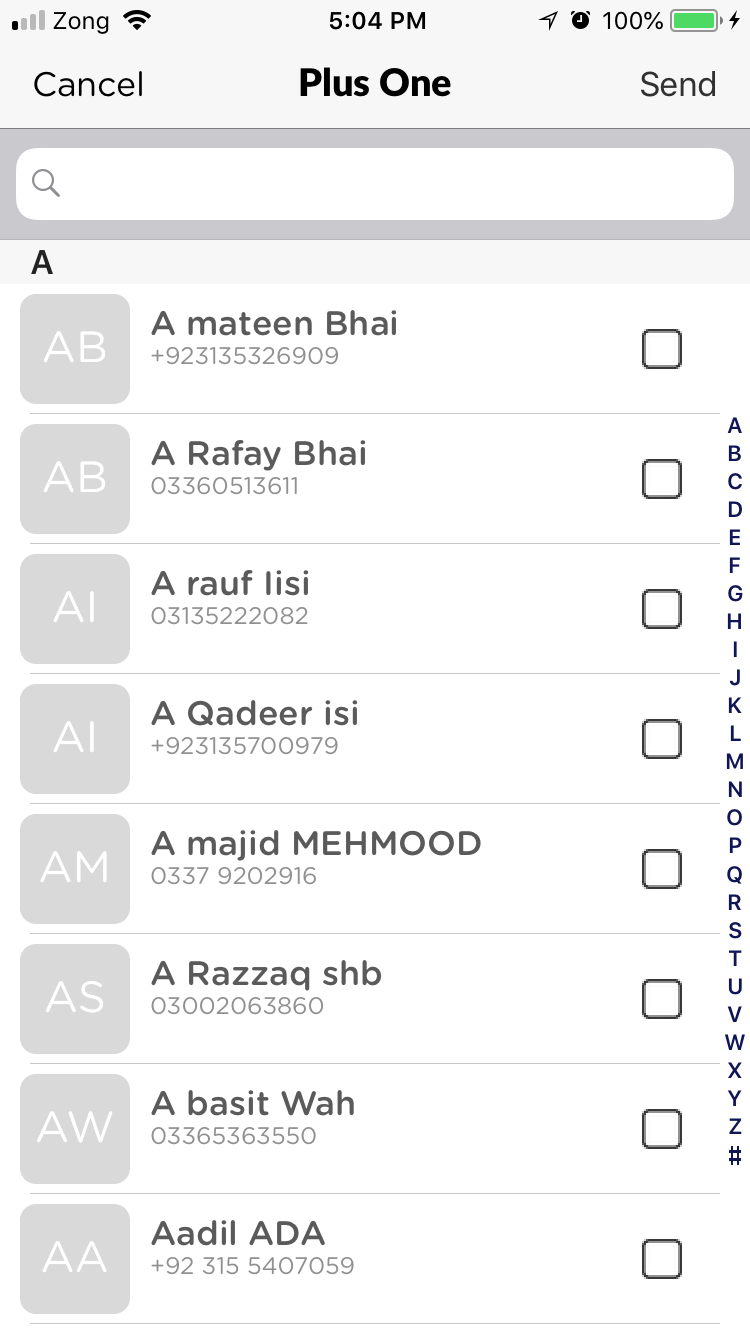 Zong 5:04 PM 100%
Cancel Plus One Send
A
AB A mateen Bhai
+923135326909
AB A Rafay Bhai
03360513611
AI A rauf Iisi
03135222082
AI A Qadeer isi
+923135700979
AM A majid MEHMOOD
0337 9202916
AS A Razzaq shb
03002063860
AW A basit Wah
03365363550
AA Aadil ADA
+92 315 5407059
A
B
C
D
E
F
G
H
I
J
K
L
M
N
O
P
Q
R
S
T
U
V
W
X
Y
Z
#